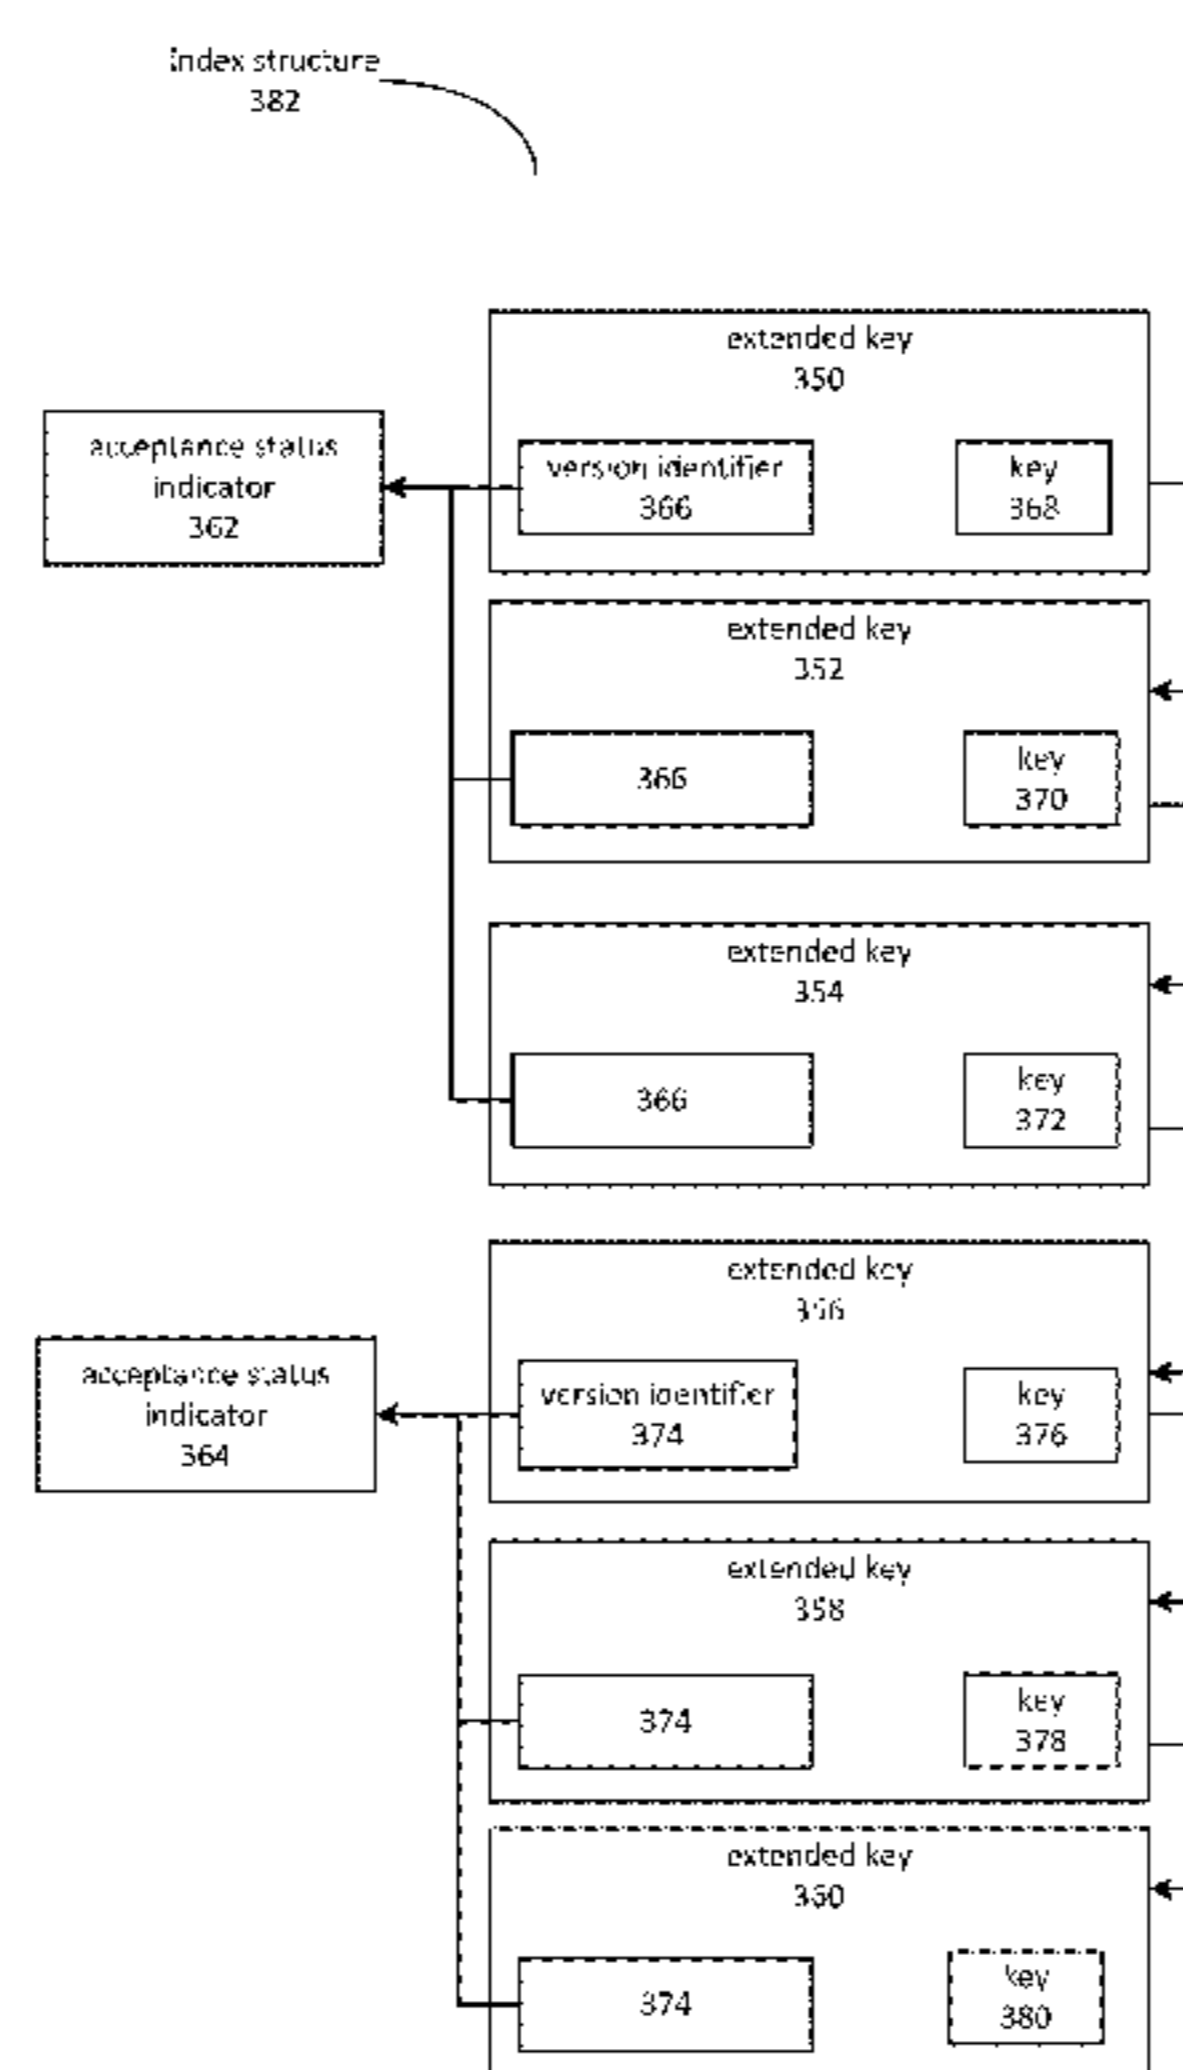 index structure
382
extended key
350
acceptance status
indicator
362
version identifier
366
key
368
extended key
352
366
key
370
extended key
354
366
key
372
extended key
356
acceptance status
indicator
364
version identifier
374
key
376
extended key
358
374
key
378
extended key
360
374
key
380